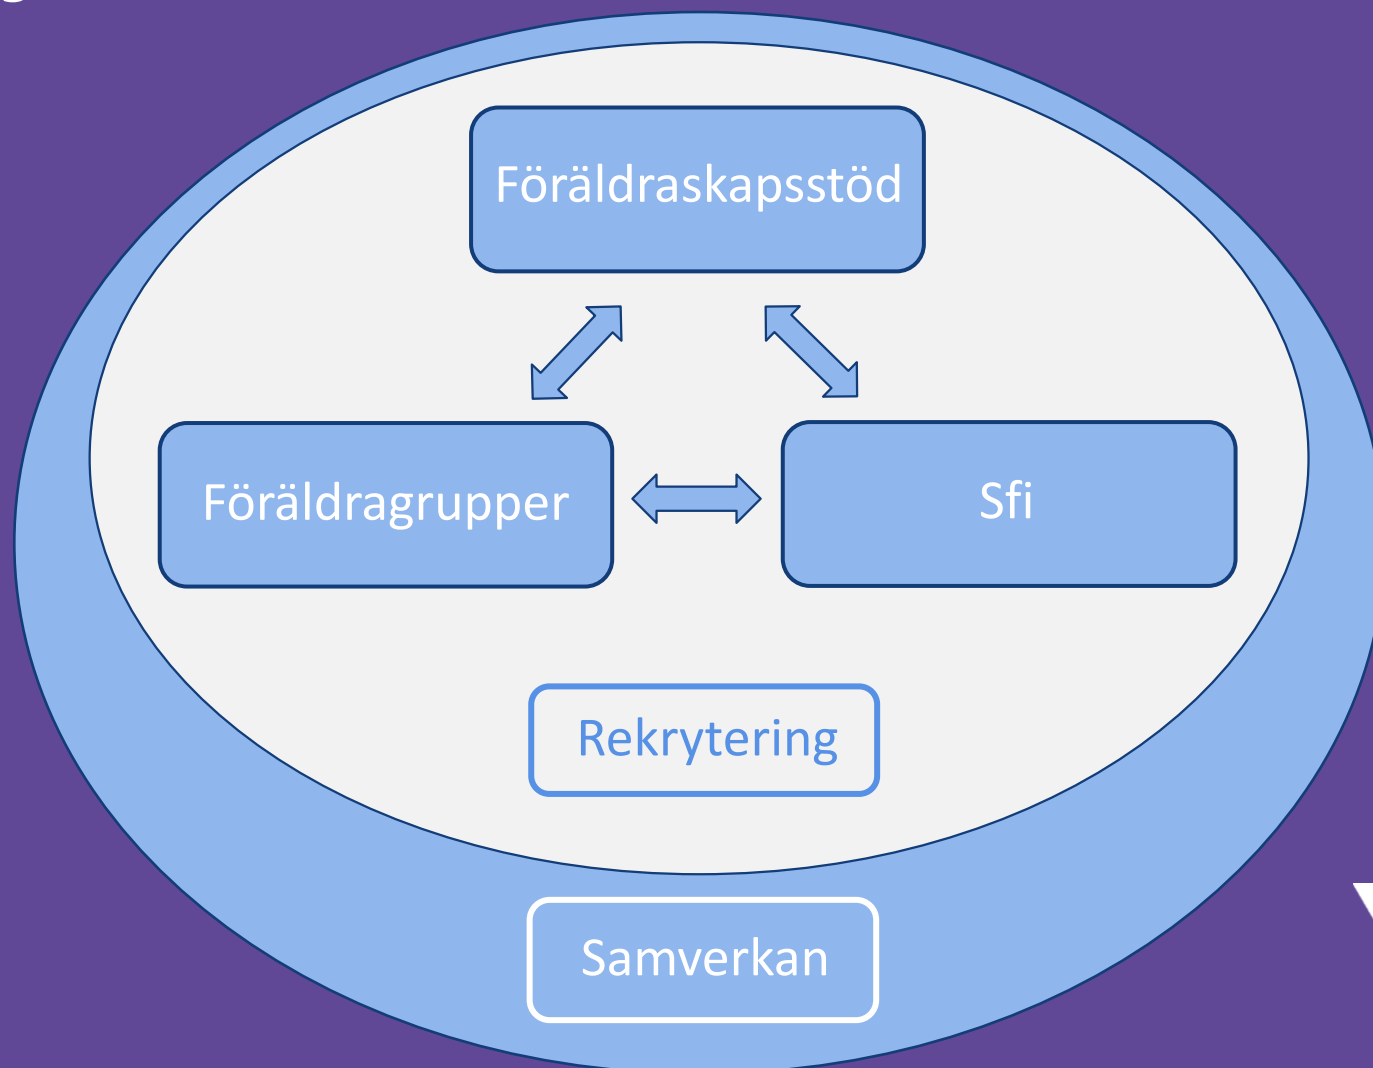 Föräldraskapsstöd
Föräldragrupper
Sfi
Rekrytering
Samverkan